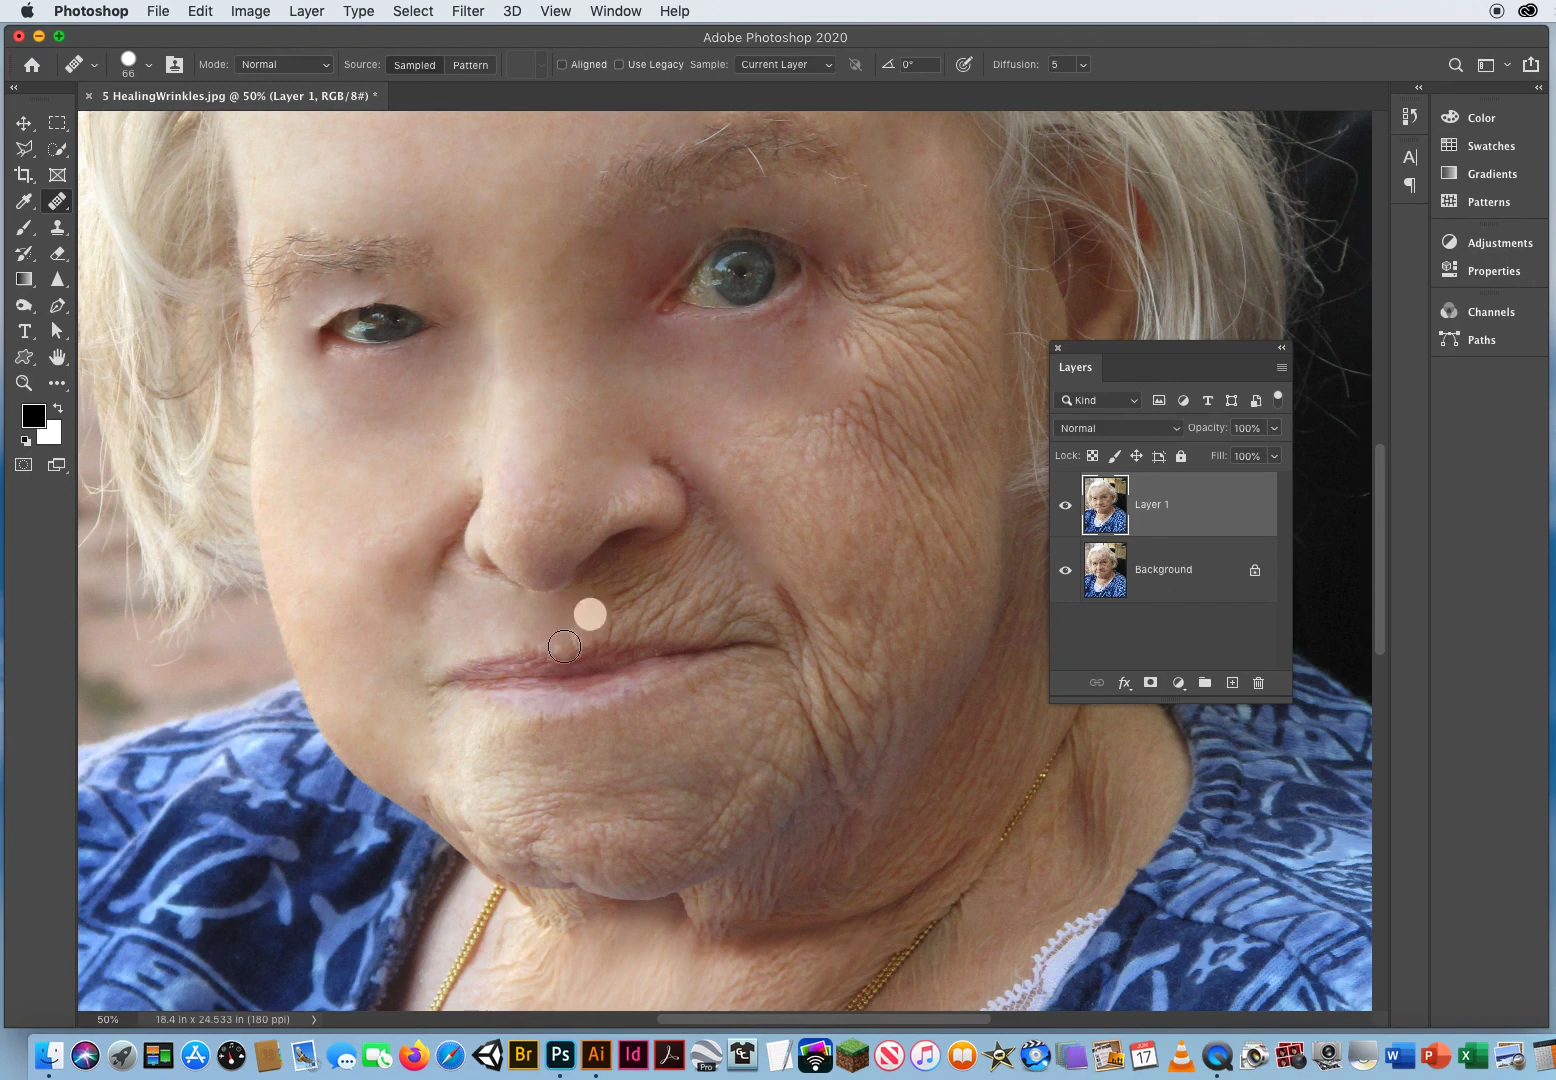 Photoshop File Edit Image Layer Type Select Filter 3D View Window Help
Adobe Photoshop 2020
66 Mode: Normal Source: Sampled Pattern Aligned Use Legacy Sample: Current Layer 0° Diffusion: 5
5 HealingWrinkles.jpg @ 50% (Layer 1, RGB/8#) *
Color
Swatches
Gradients
Patterns
Adjustments
Properties
Channels
Paths
Layers
Kind
Normal Opacity: 100%
Lock: Fill: 100%
Layer 1
Background
fx
50% 18.4 in x 24.533 in (180 ppi)
Br Ps Ai Id Pro JUN 17 W P X